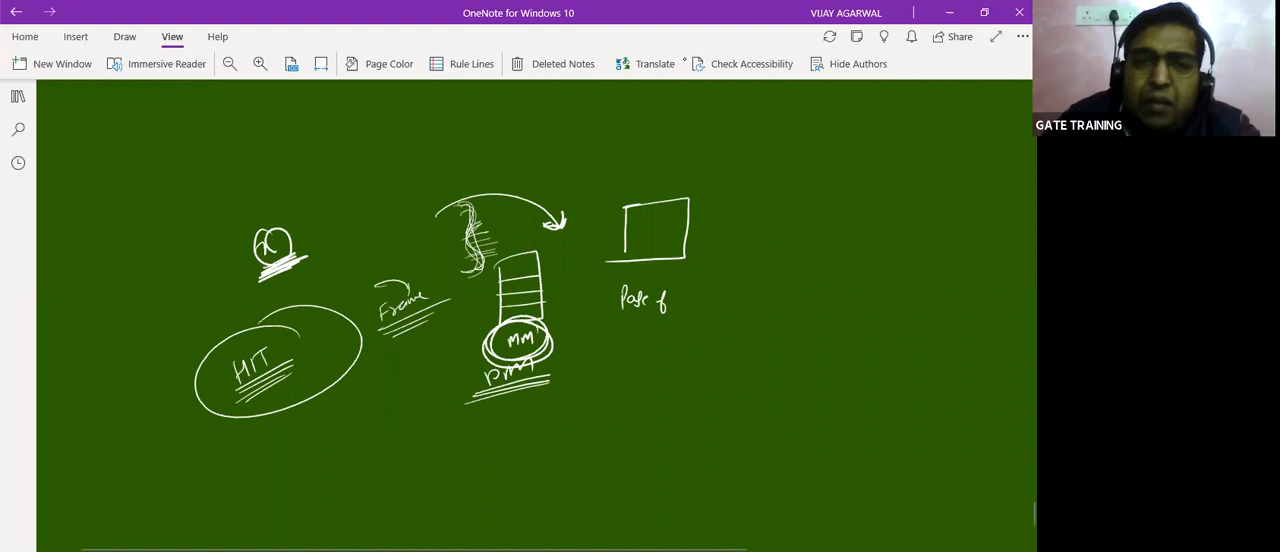 OneNote for Windows 10
VIJAY AGARWAL
Home Insert Draw View Help
Share
New Window Immersive Reader Page Color Rule Lines Deleted Notes Translate Check Accessibility Hide Authors
GATE TRAINING
x
Frame
HIT
MM
PMM
Page f